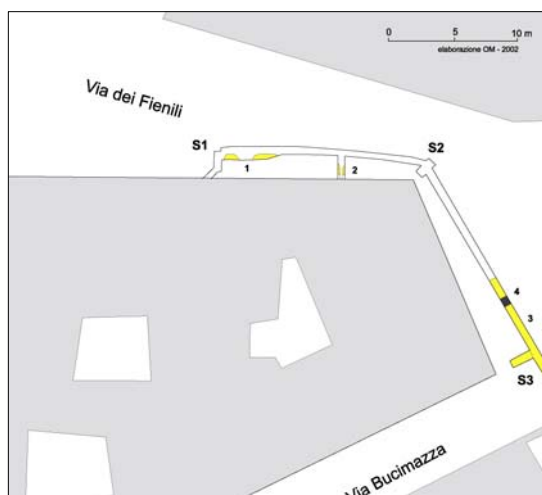 0 5 10 m
elaborazione OM - 2002
Via dei Fienili
S1
S2
1
2
4
3
S3
Via Bucimazza